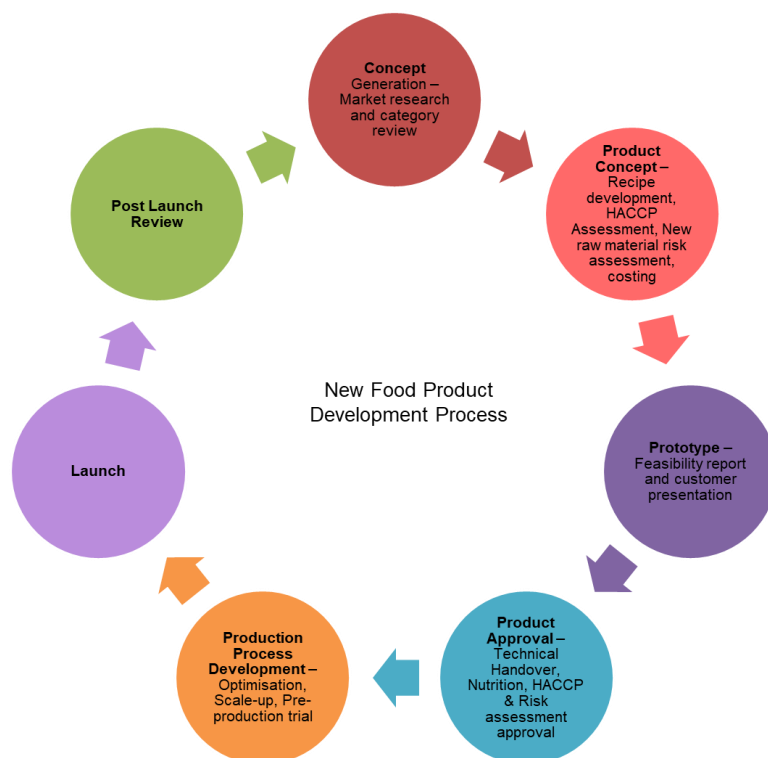 Concept
Generation –
Market research
and category
review
Product
Concept –
Recipe
development,
HACCP
Assessment, New
raw material risk
assessment,
costing
Prototype –
Feasibility report
and customer
presentation
Product
Approval –
Technical
Handover,
Nutrition, HACCP
& Risk
assessment
approval
Production
Process
Development –
Optimisation,
Scale-up, Pre-
production trial
Launch
Post Launch
Review
New Food Product
Development Process